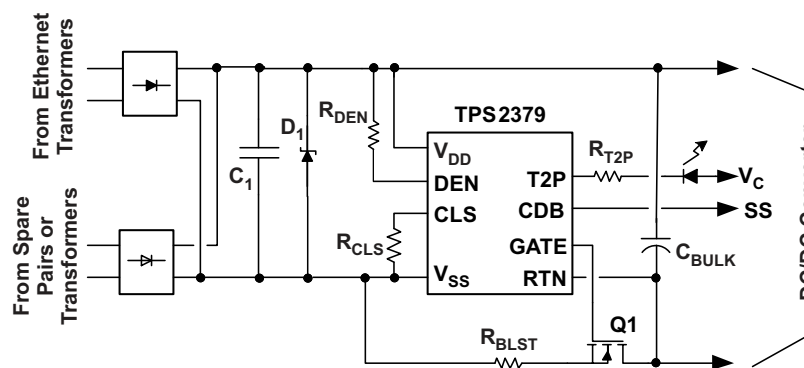 From Ethernet
Transformers
From Spare
Pairs or
Transformers
C1
D1
RDEN
RCLS
TPS2379
VDD
DEN
CLS
VSS
T2P
CDB
GATE
RTN
RT2P
VC
SS
CBULK
Q1
RBLST